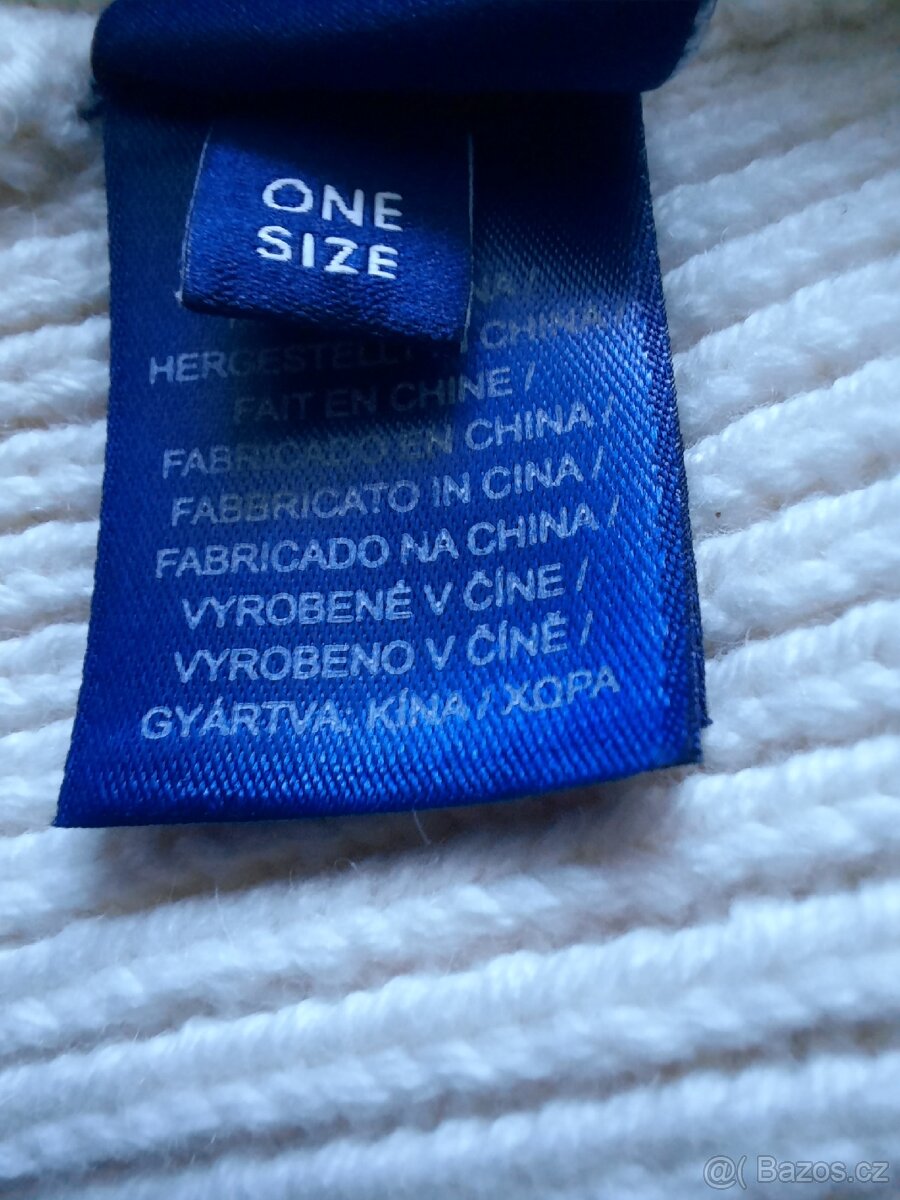 ONE
SIZE
HERGESTELLT IN CHINA /
FAIT EN CHINE /
FABRICADO EN CHINA /
FABBRICATO IN CINA /
FABRICADO NA CHINA /
VYROBENÉ V ČÍNE /
VYROBENO V ČÍNĚ /
GYÁRTVA: KÍNA / ΧΩΡΑ
@( Bazos.cz